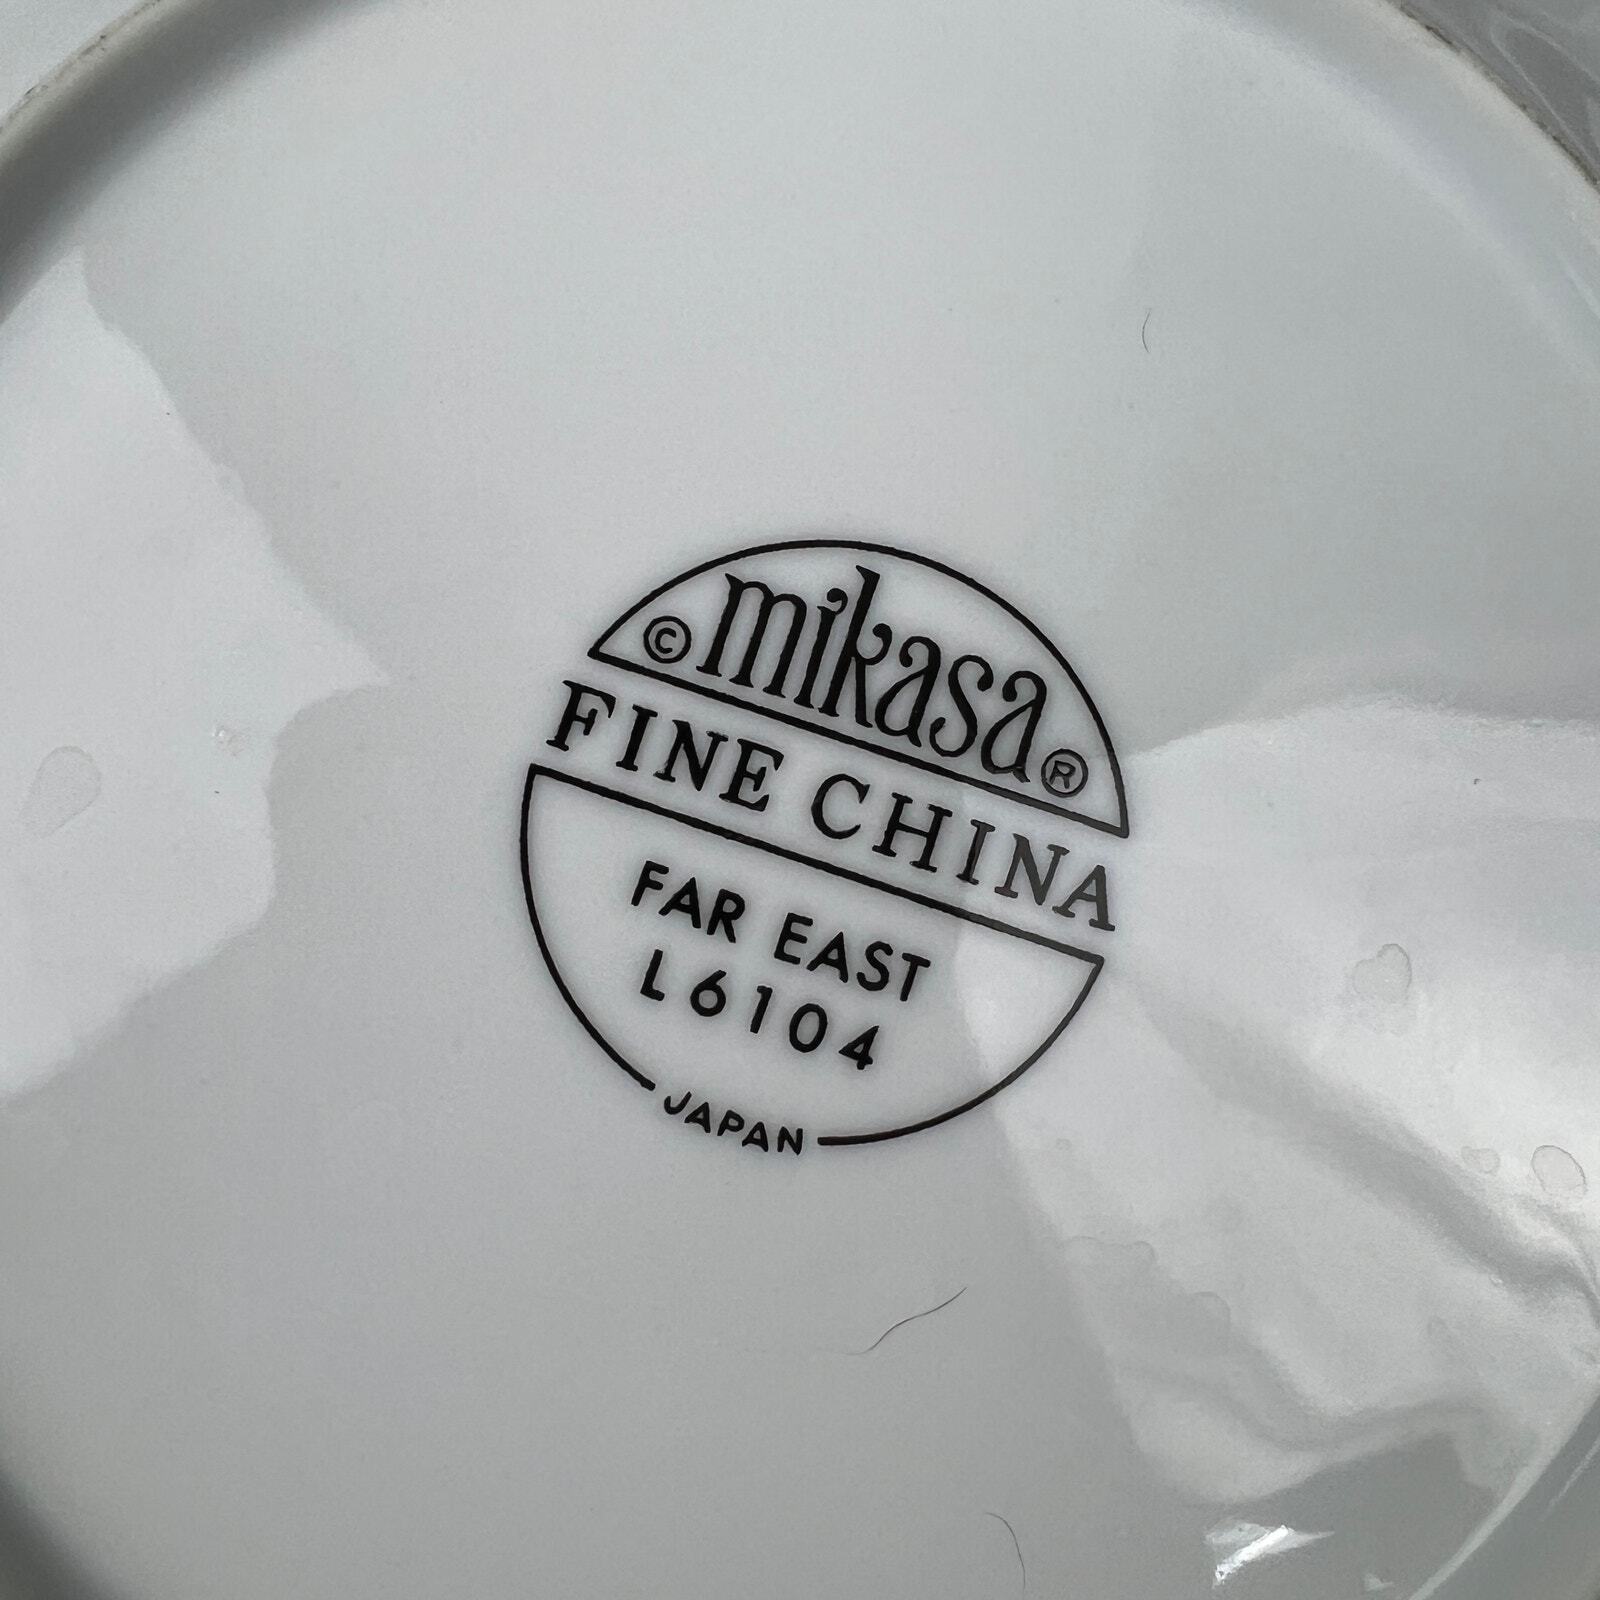 © mikasa ®
FINE CHINA
FAR EAST
L6104
JAPAN